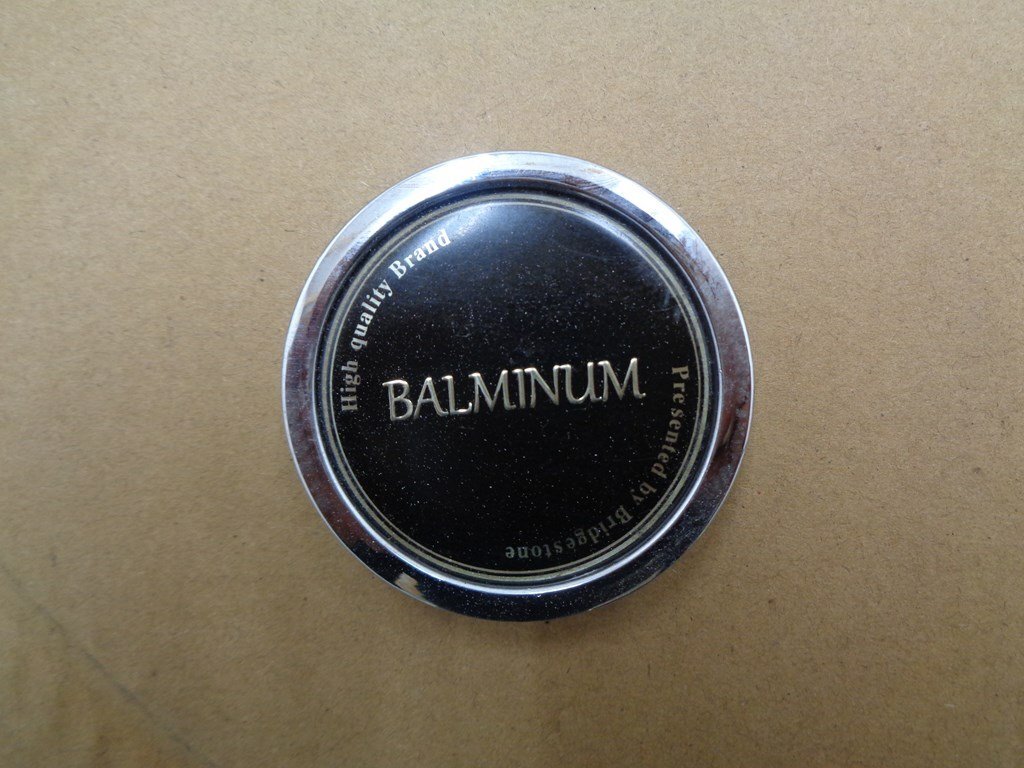 High quality Brand
BALMINUM
Presented by Bridgestone